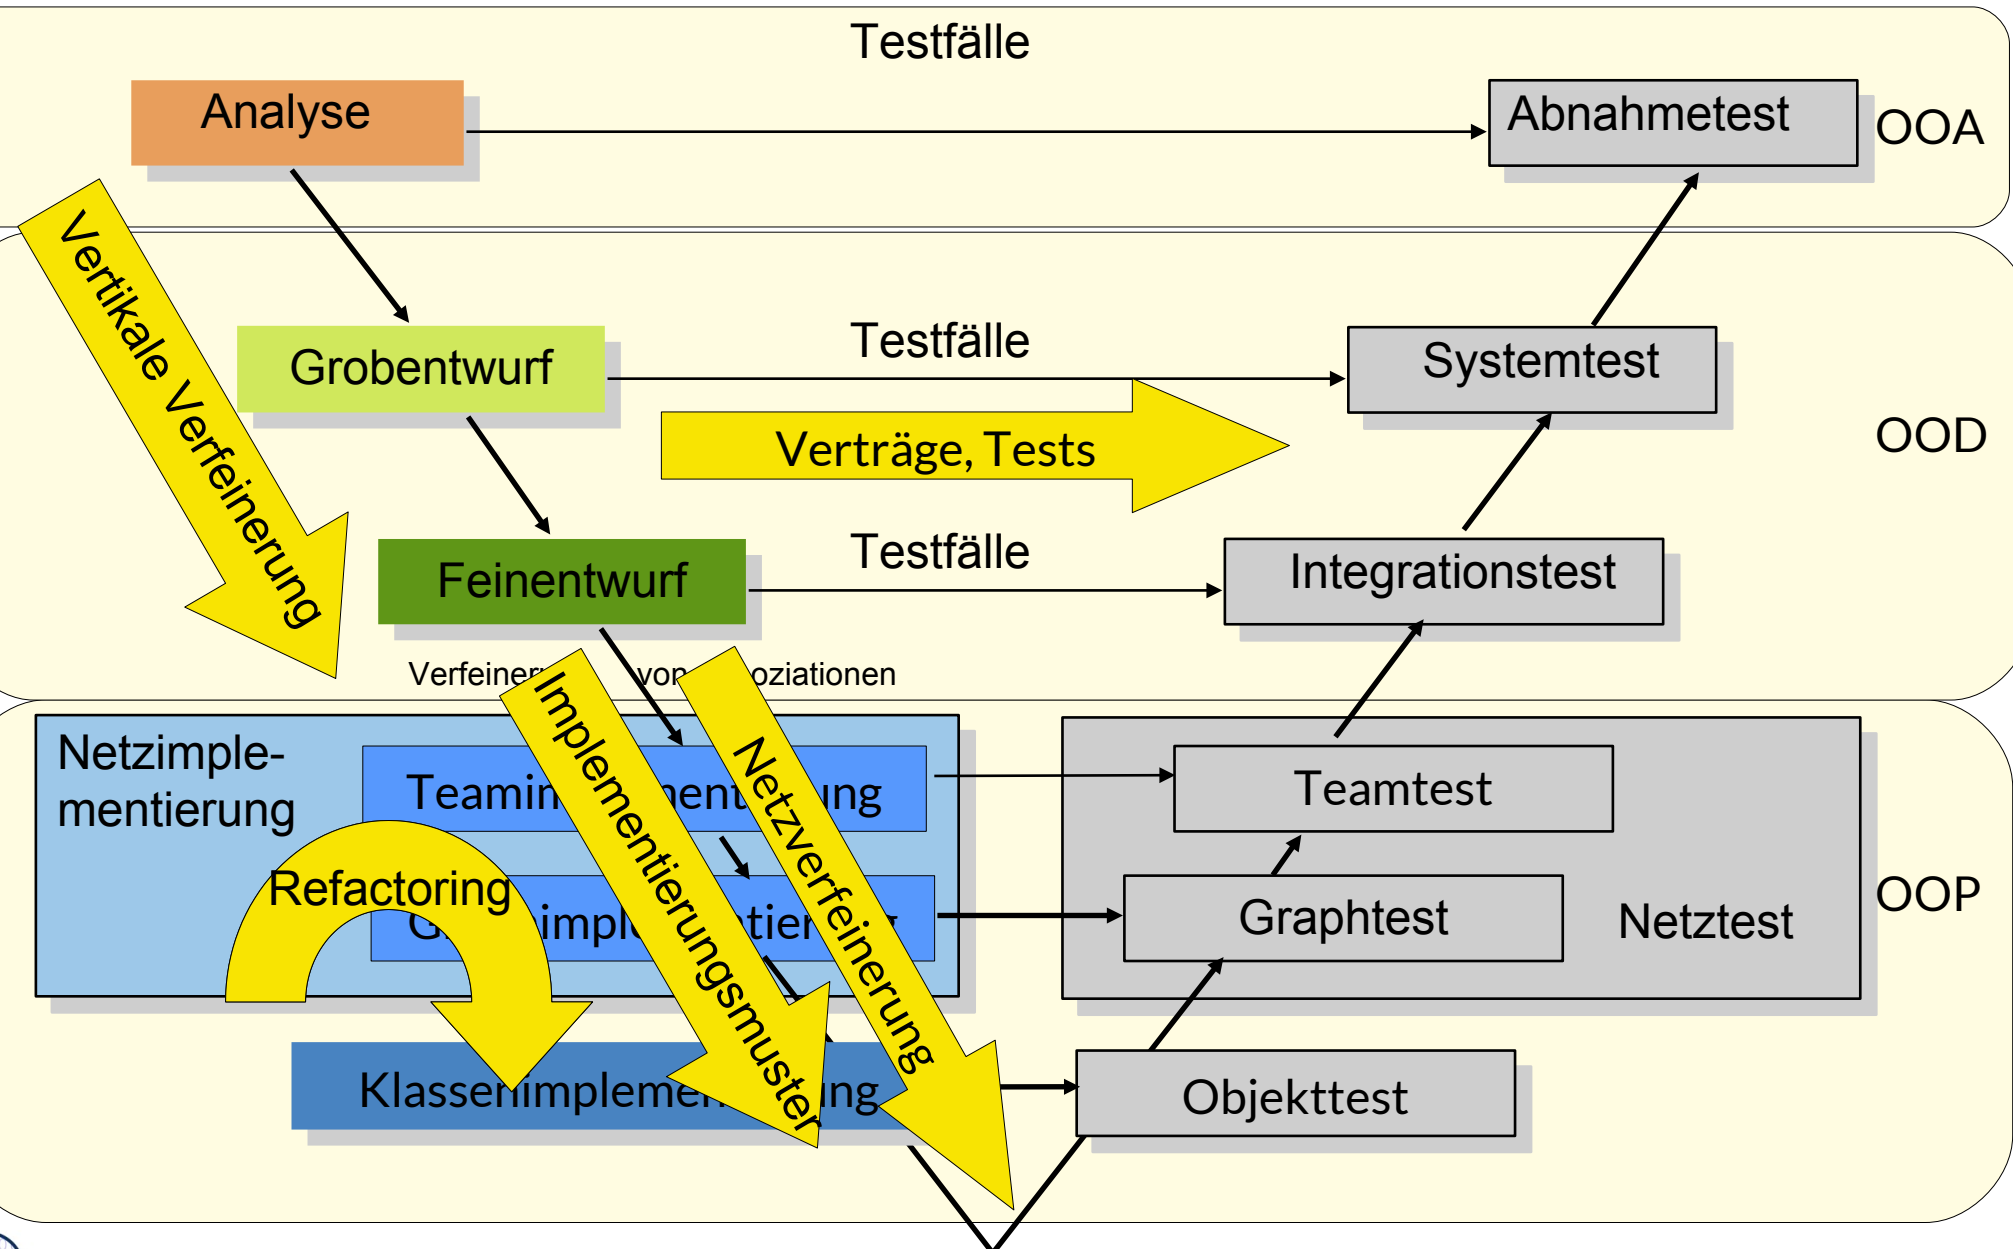 Testfälle
Analyse
Abnahmetest
OOA
Vertikale Verfeinerung
Testfälle
Grobentwurf
Systemtest
Verträge, Tests
OOD
Testfälle
Feinentwurf
Integrationstest
von
Implementierungsmuster
Netzverfeinerung
Netzimple-
mentierung
Teamtest
Refactoring
Graphtest
Netztest
OOP
Objekttest